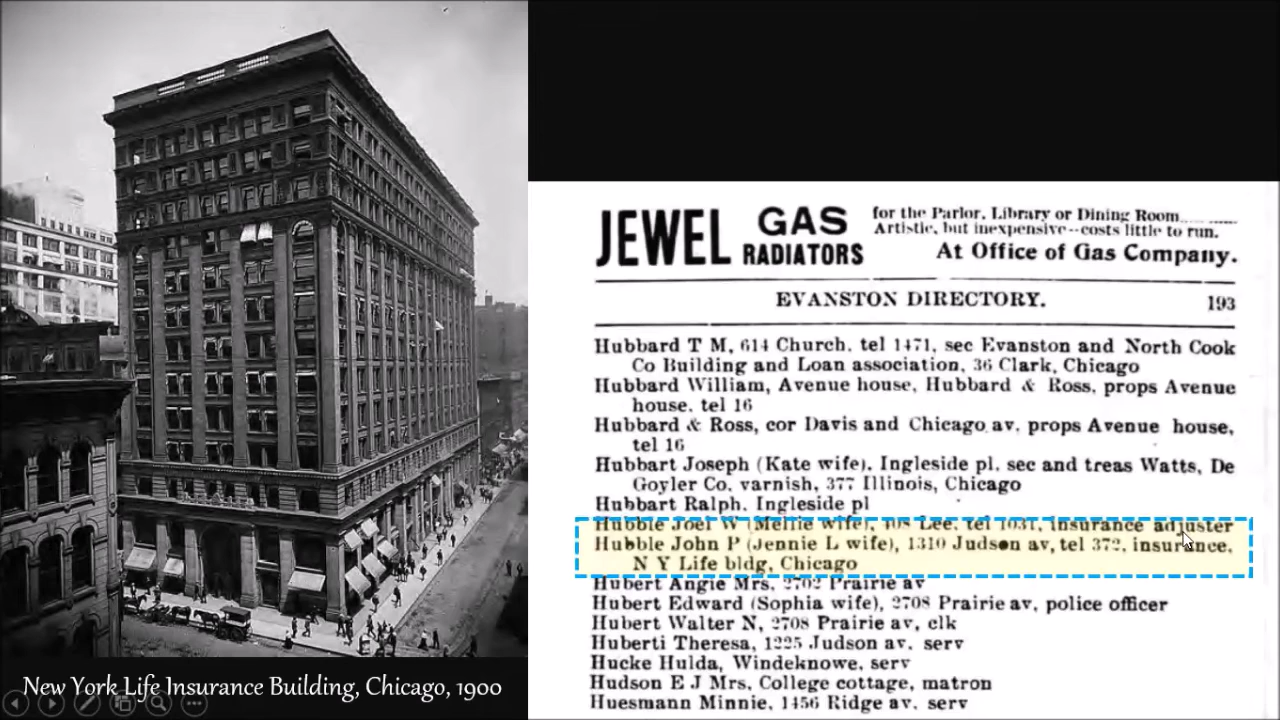 New York Life Insurance Building, Chicago, 1900
JEWEL GAS RADIATORS
for the Parlor, Library or Dining Room
Artistic, but inexpensive--costs little to run.
At Office of Gas Company.
EVANSTON DIRECTORY. 193
Hubbard T M, 614 Church, tel 1471, sec Evanston and North Cook
Co Building and Loan association, 36 Clark, Chicago
Hubbard William, Avenue house, Hubbard & Ross, props Avenue
house, tel 16
Hubbard & Ross, cor Davis and Chicago av, props Avenue house,
tel 16
Hubbart Joseph (Kate wife), Ingleside pl, sec and treas Watts, De
Goyler Co. varnish, 377 Illinois, Chicago
Hubbart Ralph, Ingleside pl
Hubble Joel W (Mellie wife), Lee, tel 1031, insurance adjuster
Hubble John P (Jennie L wife), 1310 Judson av, tel 372, insurance,
N Y Life bldg, Chicago
Hubert Angie Mrs, 2702 Prairie av
Hubert Edward (Sophia wife), 2708 Prairie av, police officer
Hubert Walter N, 2708 Prairie av, clk
Huberti Theresa, 1225 Judson av, serv
Hucke Hulda, Windeknowe, serv
Hudson E J Mrs, College cottage, matron
Huesmann Minnie, 1456 Ridge av, serv